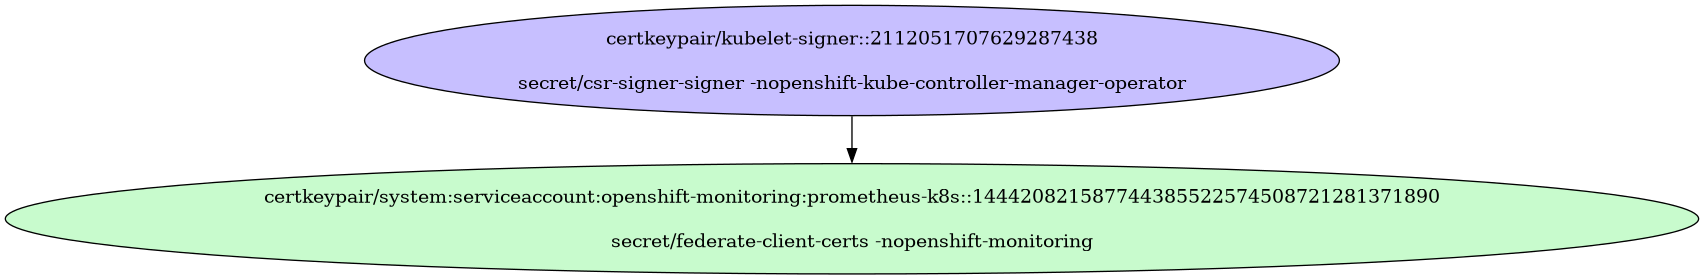 certkeypair/kubelet-signer::2112051707629287438
secret/csr-signer-signer -nopenshift-kube-controller-manager-operator
certkeypair/system:serviceaccount:openshift-monitoring:prometheus-k8s::144420821587744385522574508721281371890
secret/federate-client-certs -nopenshift-monitoring